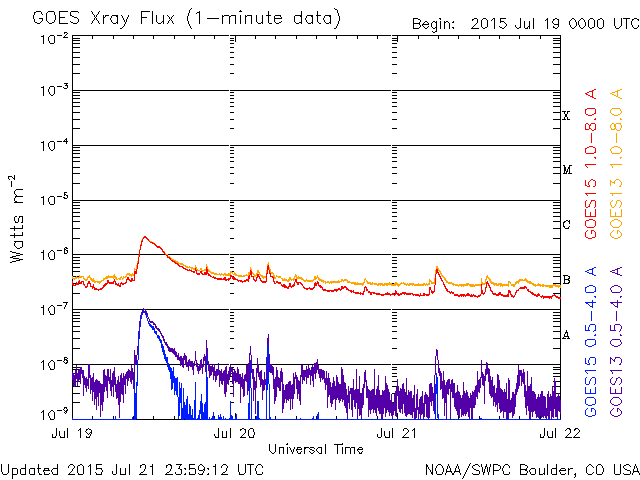 GOES Xray Flux (1-minute data)
Begin: 2015 Jul 19 0000 UTC
10-2
10-3
10-4
10-5
10-6
10-7
10-8
10-9
Watts m-2
X
M
C
B
A
GOES15 1.0-8.0 A
GOES13 1.0-8.0 A
GOES15 0.5-4.0 A
GOES13 0.5-4.0 A
Jul 19
Jul 20
Jul 21
Jul 22
Universal Time
Updated 2015 Jul 21 23:59:12 UTC
NOAA/SWPC Boulder, CO USA